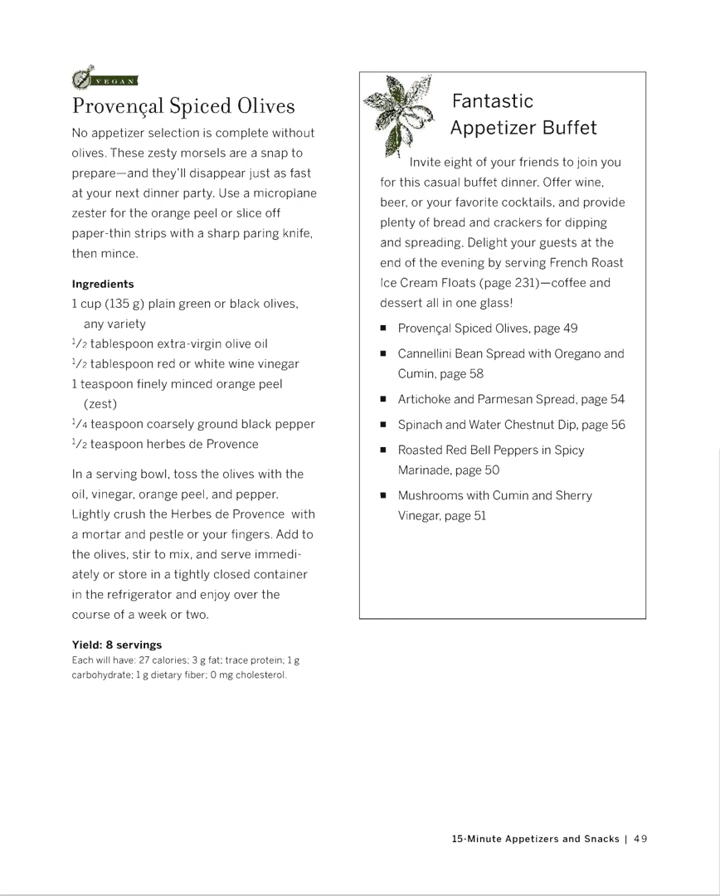 VEGAN
Provençal Spiced Olives
No appetizer selection is complete without
olives. These zesty morsels are a snap to
prepare—and they'll disappear just as fast
at your next dinner party. Use a microplane
zester for the orange peel or slice off
paper-thin strips with a sharp paring knife,
then mince.
Ingredients
1 cup (135 g) plain green or black olives,
any variety
1/2 tablespoon extra-virgin olive oil
1/2 tablespoon red or white wine vinegar
1 teaspoon finely minced orange peel
(zest)
1/4 teaspoon coarsely ground black pepper
1/2 teaspoon herbes de Provence
In a serving bowl, toss the olives with the
oil, vinegar, orange peel, and pepper.
Lightly crush the Herbes de Provence with
a mortar and pestle or your fingers. Add to
the olives, stir to mix, and serve immedi-
ately or store in a tightly closed container
in the refrigerator and enjoy over the
course of a week or two.
Yield: 8 servings
Each will have: 27 calories; 3 g fat; trace protein; 1 g
carbohydrate; 1 g dietary fiber; 0 mg cholesterol.
Fantastic
Appetizer Buffet
Invite eight of your friends to join you
for this casual buffet dinner. Offer wine,
beer, or your favorite cocktails, and provide
plenty of bread and crackers for dipping
and spreading. Delight your guests at the
end of the evening by serving French Roast
Ice Cream Floats (page 231)—coffee and
dessert all in one glass!
■ Provençal Spiced Olives, page 49
■ Cannellini Bean Spread with Oregano and
Cumin, page 58
■ Artichoke and Parmesan Spread, page 54
■ Spinach and Water Chestnut Dip, page 56
■ Roasted Red Bell Peppers in Spicy
Marinade, page 50
■ Mushrooms with Cumin and Sherry
Vinegar, page 51
15-Minute Appetizers and Snacks | 49